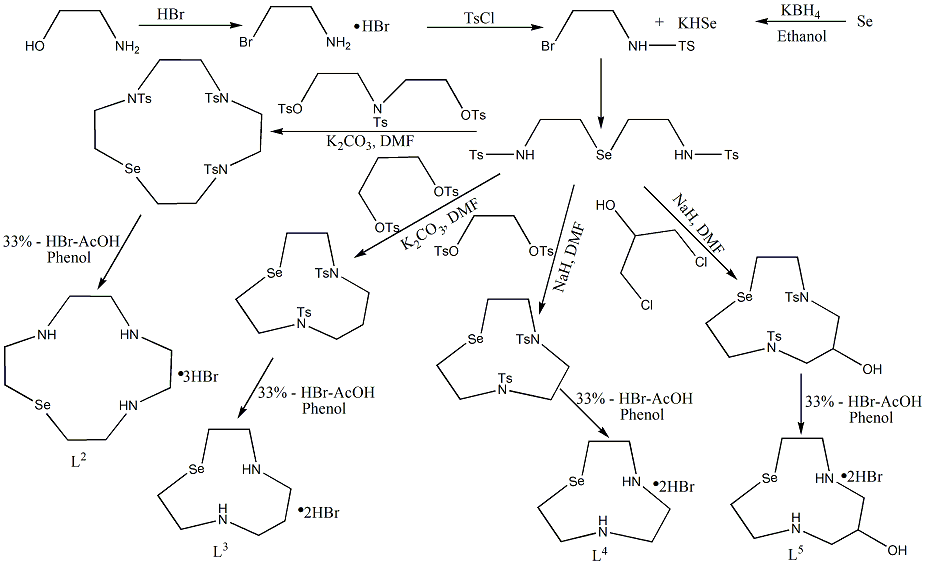 HBr
HO
NH2
Br
NH2
•HBr
TsCl
Br
NH
TS
+
KHSe
KBH4
Ethanol
Se
NTs
TsN
TsN
Se
TsO
N
Ts
OTs
K2CO3, DMF
Ts
NH
Se
HN
Ts
OTs
OTs
K2CO3, DMF
TsO
OTs
NaH, DMF
HO
Cl
Cl
NaH, DMF
33% - HBr-AcOH
Phenol
Se
TsN
Ts
N
Se
TsN
Ts
N
Se
TsN
Ts
N
OH
NH
HN
HN
Se
•3HBr
L2
33% - HBr-AcOH
Phenol
33% - HBr-AcOH
Phenol
33% - HBr-AcOH
Phenol
Se
HN
H
N
•2HBr
L3
Se
HN
H
N
•2HBr
L4
Se
HN
H
N
•2HBr
OH
L5